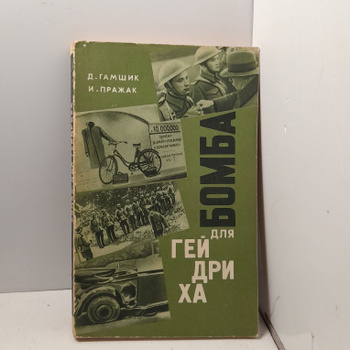 Д. ГАМШИК
И. ПРАЖАК
10 000 000
БОМБА
ДЛЯ
ГЕЙ
ДРИ
ХА